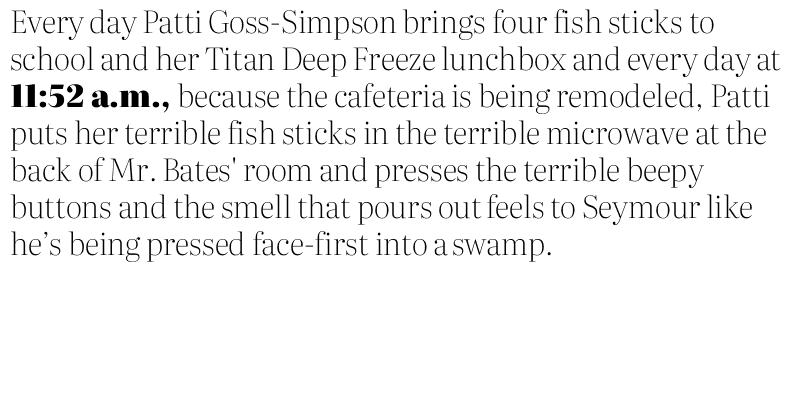 Every day Patti Goss-Simpson brings four fish sticks to
school and her Titan Deep Freeze lunchbox and every day at
11:52 a.m., because the cafeteria is being remodeled, Patti
puts her terrible fish sticks in the terrible microwave at the
back of Mr. Bates' room and presses the terrible beepy
buttons and the smell that pours out feels to Seymour like
he’s being pressed face-first into a swamp.